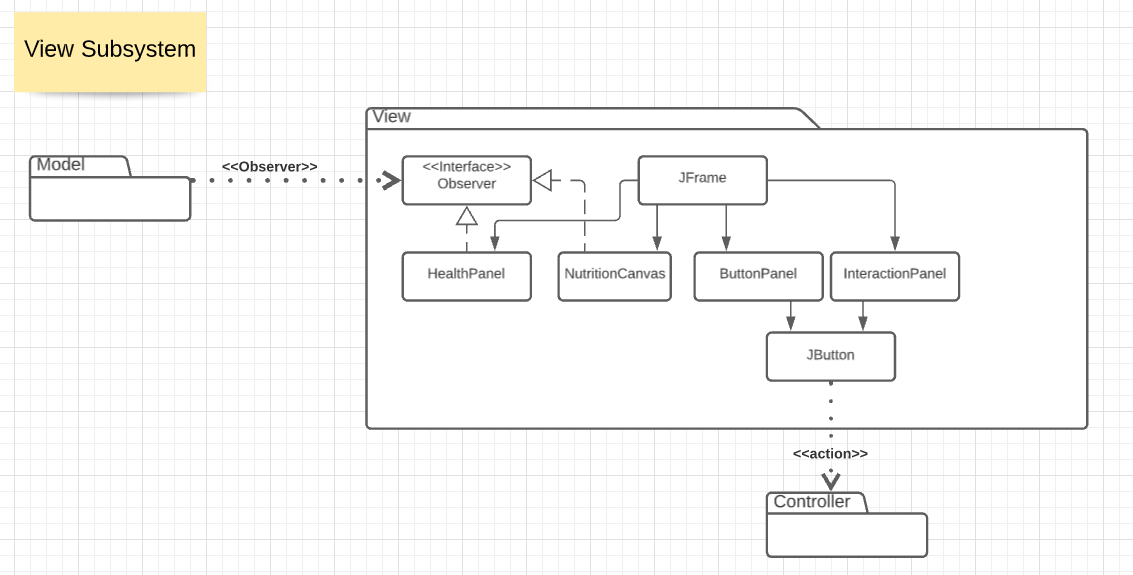 View Subsystem
View
Model
<<Observer>>
<<Interface>>
Observer
JFrame
HealthPanel
NutritionCanvas
ButtonPanel
InteractionPanel
JButton
<<action>>
Controller